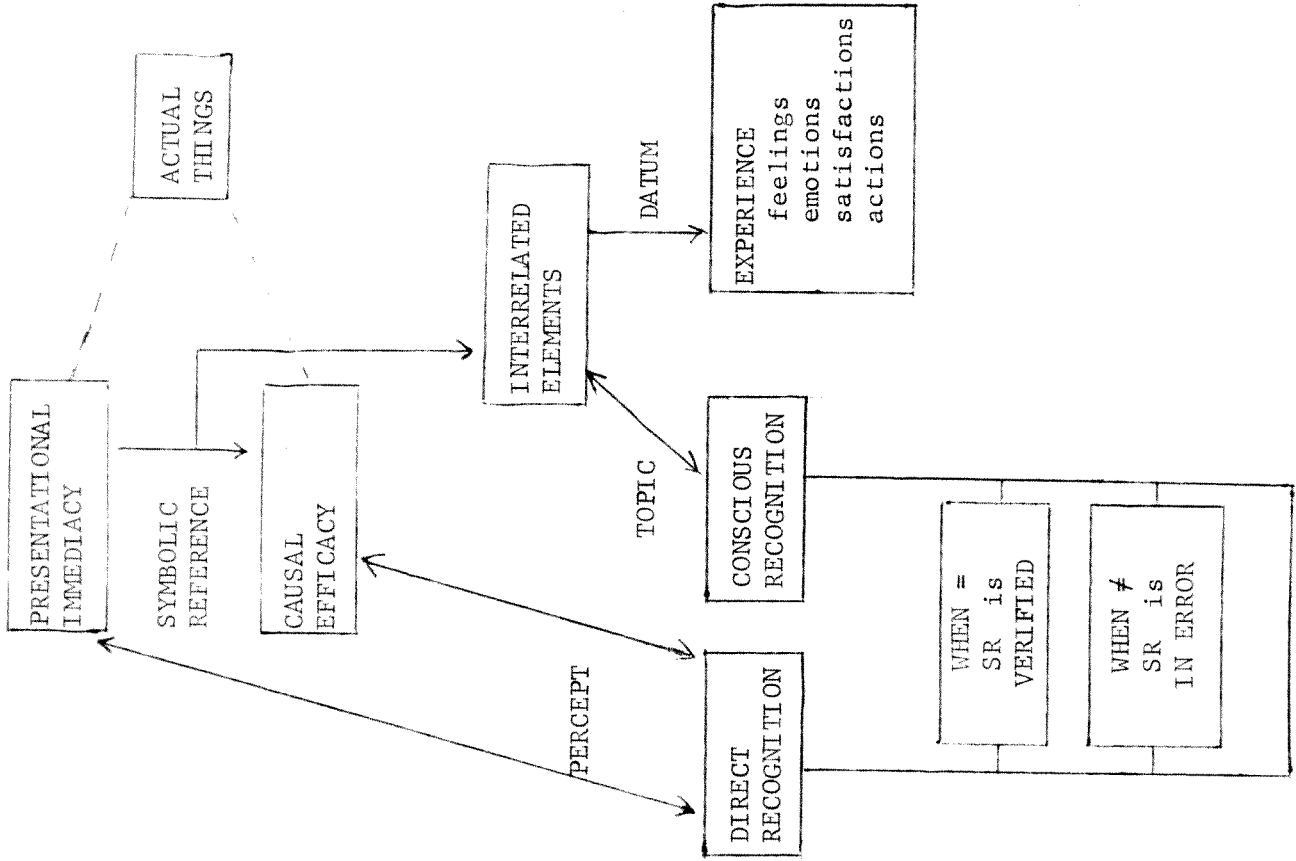 PRESENTATIONAL
IMMEDIACY
ACTUAL
THINGS
SYMBOLIC
REFERENCE
CAUSAL
EFFICACY
INTERRELATED
ELEMENTS
PERCEPT
TOPIC
DATUM
DIRECT
RECOGNITION
CONSCIOUS
RECOGNITION
EXPERIENCE
feelings
emotions
satisfactions
actions
WHEN =
SR is
VERIFIED
WHEN ≠
SR is
IN ERROR